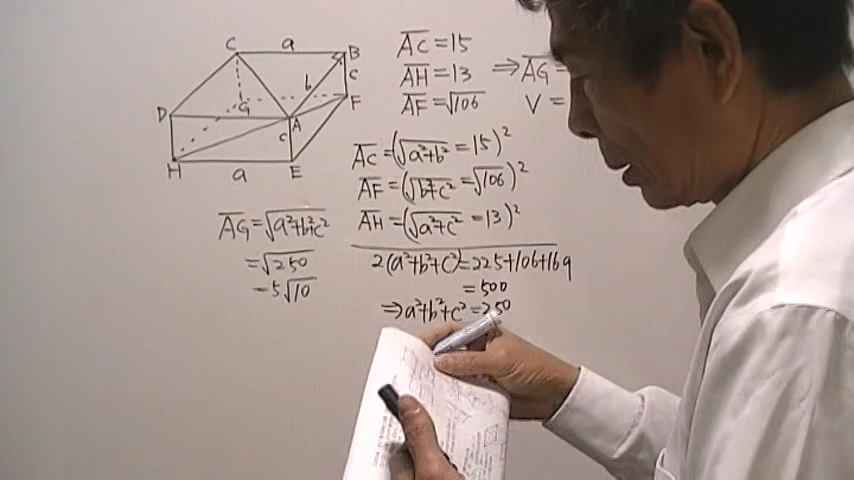 C a B
b C
D G F
A
C
H a E
AC̅ = 15
AH̅ = 13 ⇒ AG̅ =
AF̅ = √106 V =
AC̅ = (√a²+b² = 15)²
AF̅ = (√b²+c² = √106)²
AH̅ = (√a²+c² = 13)²
2(a²+b²+c²) = 225+106+169
= 500
⇒ a²+b²+c² = 250
AG̅ = √a²+b²+c²
= √250
= 5√10